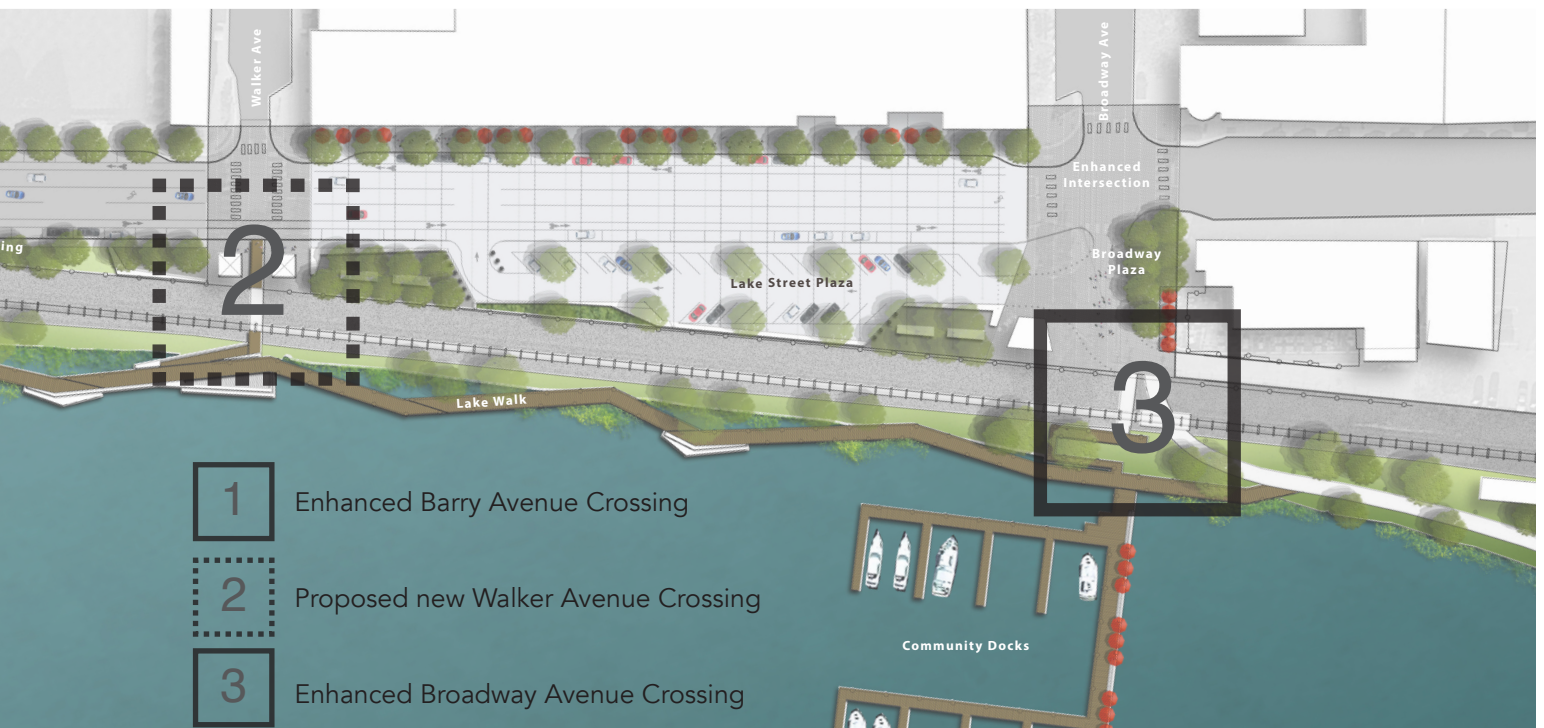 Walker Ave
Broadway Ave
Enhanced
Intersection
Broadway
Plaza
ing
2
Lake Street Plaza
3
Lake Walk
1
Enhanced Barry Avenue Crossing
2
Proposed new Walker Avenue Crossing
3
Enhanced Broadway Avenue Crossing
Community Docks